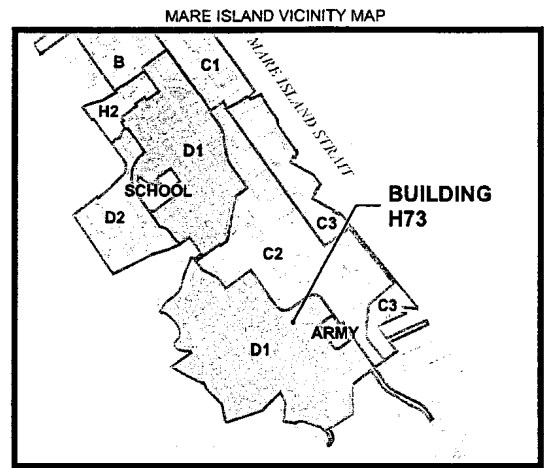 MARE ISLAND VICINITY MAP
B
C1
MARE ISLAND STRAIT
H2
D1
SCHOOL
D2
BUILDING
H73
C3
C2
C3
ARMY
D1